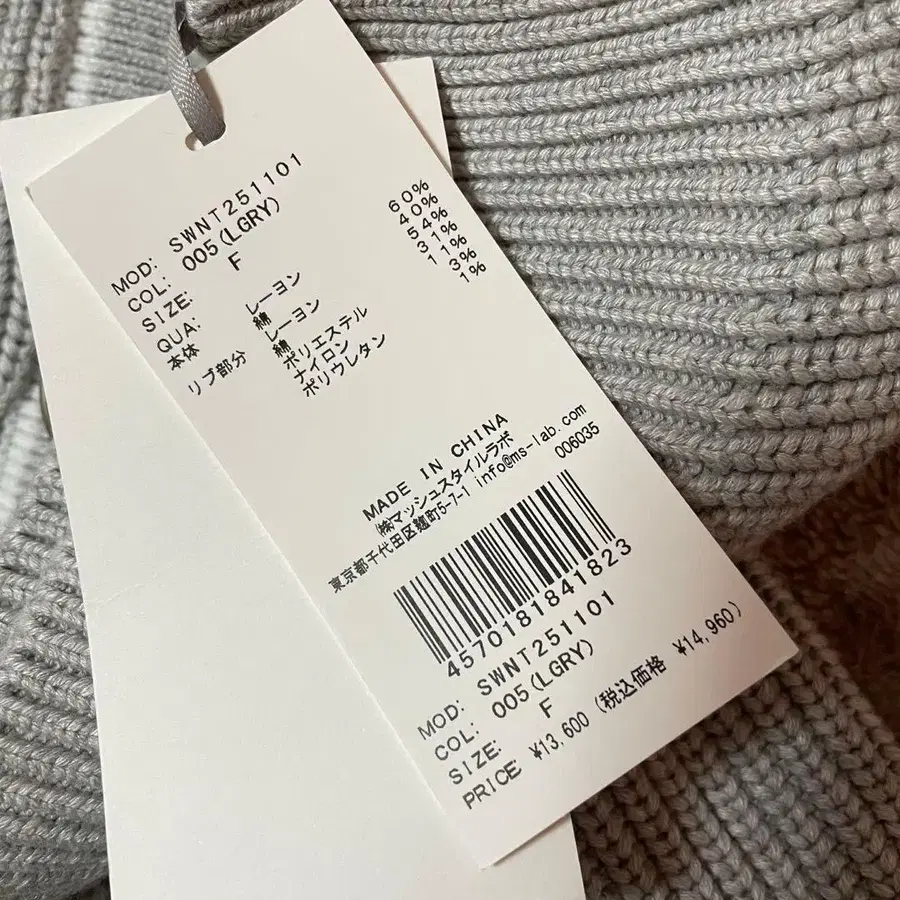 MOD: SWNT251101
COL: 005(LGRY)
SIZE: F
QUA:
本体 レーヨン 60%
綿 40%
リブ部分 レーヨン 54%
綿 31%
ポリエステル 11%
ナイロン 3%
ポリウレタン 1%
MADE IN CHINA
㈱マッシュスタイルラボ
東京都千代田区麹町5-7-1 info@ms-lab.com
006035
4570181841823
MOD: SWNT251101
COL: 005(LGRY)
SIZE: F
PRICE: ¥13,600 (税込価格 ¥14,960)